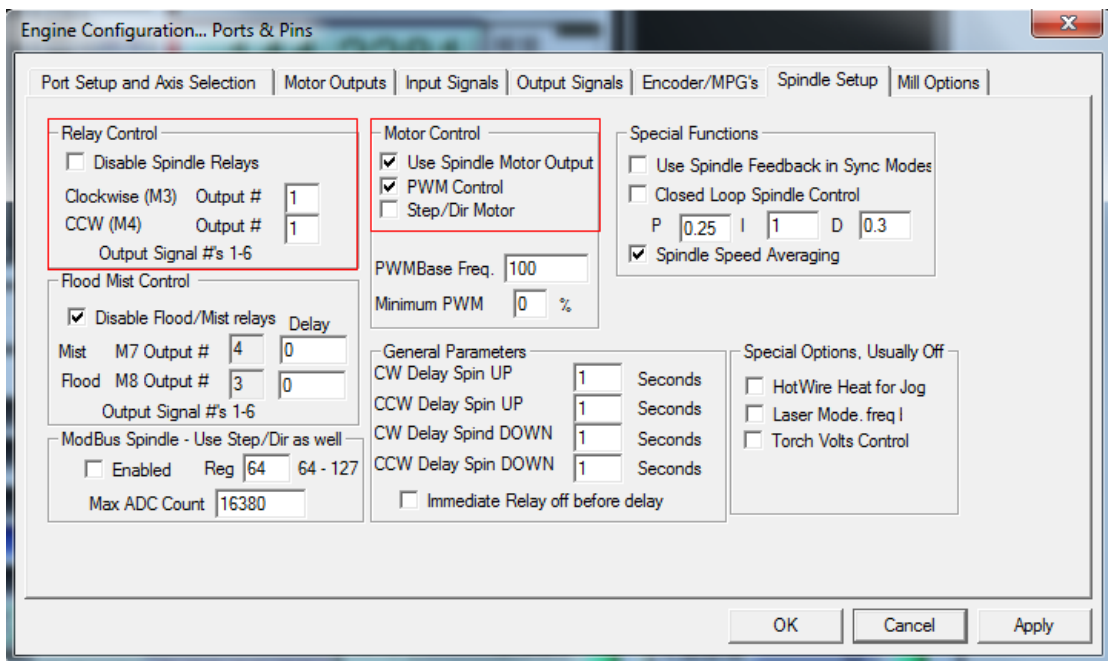 Engine Configuration... Ports & Pins
Port Setup and Axis Selection Motor Outputs Input Signals Output Signals Encoder/MPG's Spindle Setup Mill Options
Relay Control
Disable Spindle Relays
Clockwise (M3) Output # 1
CCW (M4) Output # 1
Output Signal #'s 1-6
Flood Mist Control
Disable Flood/Mist relays Delay
Mist M7 Output # 4 0
Flood M8 Output # 3 0
Output Signal #'s 1-6
ModBus Spindle - Use Step/Dir as well
Enabled Reg 64 64 - 127
Max ADC Count 16380
Motor Control
Use Spindle Motor Output
PWM Control
Step/Dir Motor
PWMBase Freq. 100
Minimum PWM 0 %
General Parameters
CW Delay Spin UP 1 Seconds
CCW Delay Spin UP 1 Seconds
CW Delay Spind DOWN 1 Seconds
CCW Delay Spin DOWN 1 Seconds
Immediate Relay off before delay
Special Functions
Use Spindle Feedback in Sync Modes
Closed Loop Spindle Control
P 0.25 I 1 D 0.3
Spindle Speed Averaging
Special Options, Usually Off
HotWire Heat for Jog
Laser Mode. freq
Torch Volts Control
OK Cancel Apply